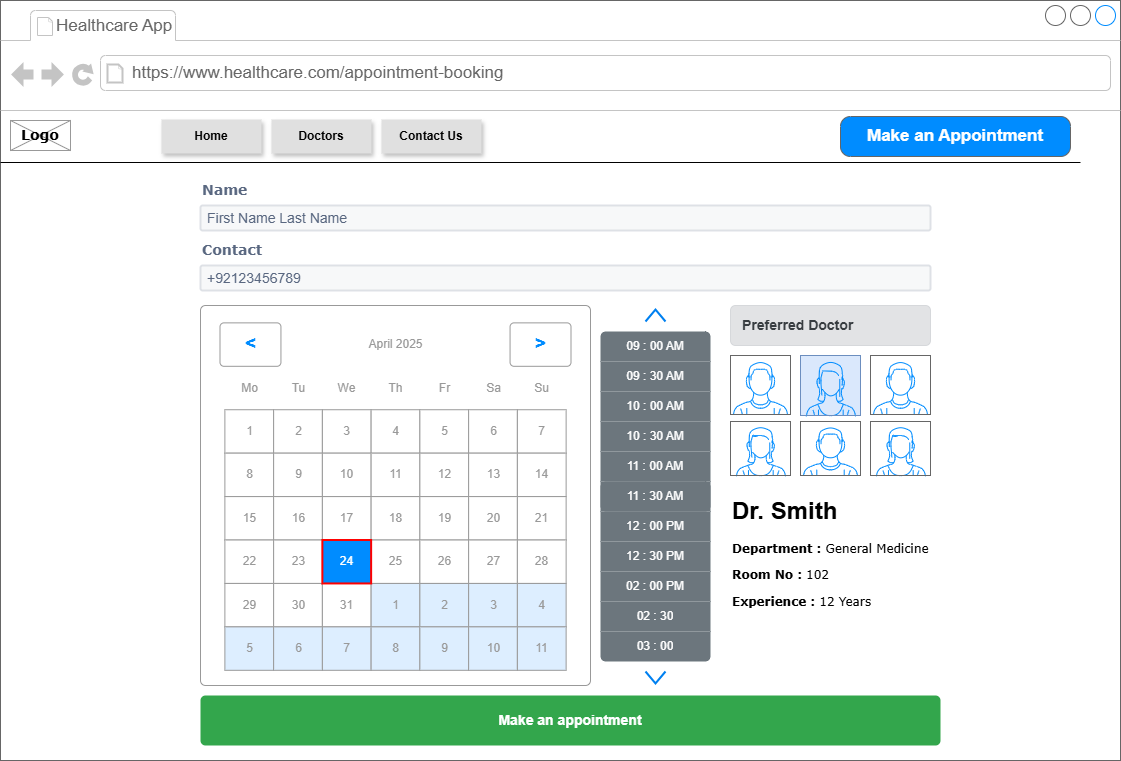 Healthcare App
https://www.healthcare.com/appointment-booking
Logo
Home
Doctors
Contact Us
Make an Appointment
Name
First Name Last Name
Contact
+92123456789
<
April 2025
>
Mo Tu We Th Fr Sa Su
1 2 3 4 5 6 7
8 9 10 11 12 13 14
15 16 17 18 19 20 21
22 23 24 25 26 27 28
29 30 31 1 2 3 4
5 6 7 8 9 10 11
09 : 00 AM
09 : 30 AM
10 : 00 AM
10 : 30 AM
11 : 00 AM
11 : 30 AM
12 : 00 PM
12 : 30 PM
02 : 00 PM
02 : 30
03 : 00
Preferred Doctor
Dr. Smith
Department : General Medicine
Room No : 102
Experience : 12 Years
Make an appointment